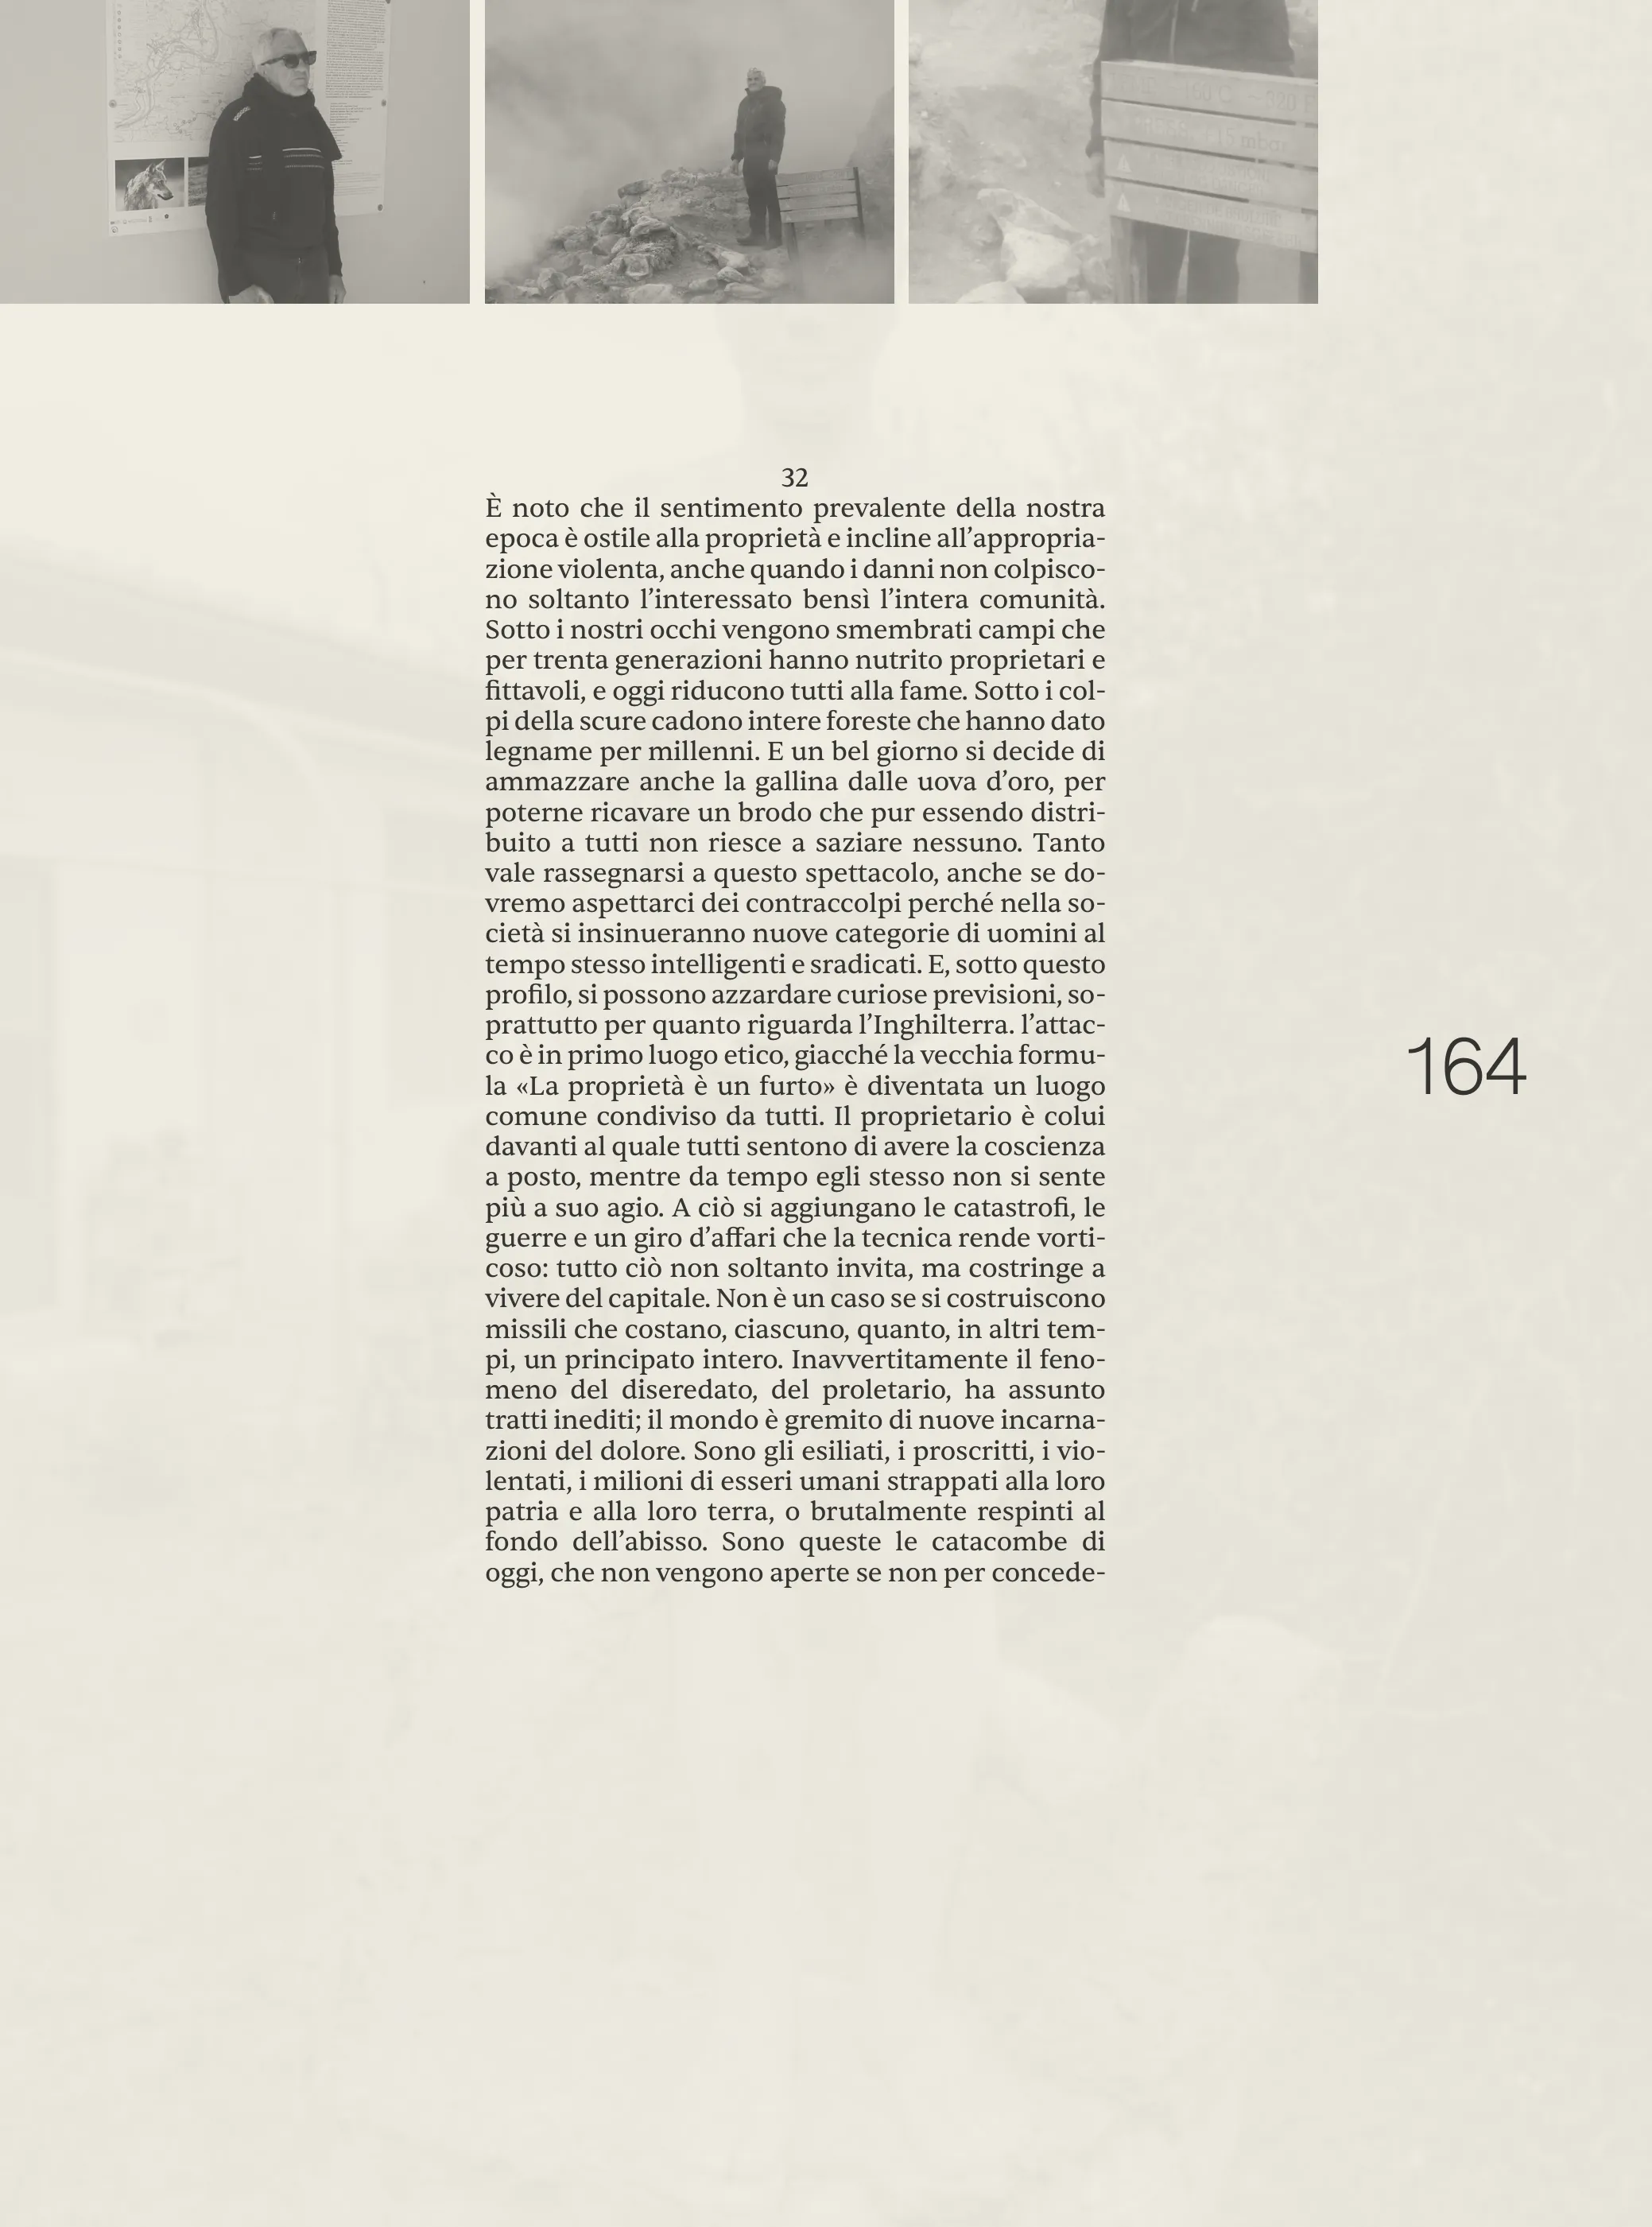 15 mbar
32
È noto che il sentimento prevalente della nostra
epoca è ostile alla proprietà e incline all’appropria-
zione violenta, anche quando i danni non colpisco-
no soltanto l’interessato bensì l’intera comunità.
Sotto i nostri occhi vengono smembrati campi che
per trenta generazioni hanno nutrito proprietari e
fittavoli, e oggi riducono tutti alla fame. Sotto i col-
pi della scure cadono intere foreste che hanno dato
legname per millenni. E un bel giorno si decide di
ammazzare anche la gallina dalle uova d’oro, per
poterne ricavare un brodo che pur essendo distri-
buito a tutti non riesce a saziare nessuno. Tanto
vale rassegnarsi a questo spettacolo, anche se do-
vremo aspettarci dei contraccolpi perché nella so-
cietà si insinueranno nuove categorie di uomini al
tempo stesso intelligenti e sradicati. E, sotto questo
profilo, si possono azzardare curiose previsioni, so-
prattutto per quanto riguarda l’Inghilterra. l’attac-
co è in primo luogo etico, giacché la vecchia formu-
la «La proprietà è un furto» è diventata un luogo
comune condiviso da tutti. Il proprietario è colui
davanti al quale tutti sentono di avere la coscienza
a posto, mentre da tempo egli stesso non si sente
più a suo agio. A ciò si aggiungano le catastrofi, le
guerre e un giro d’affari che la tecnica rende vorti-
coso: tutto ciò non soltanto invita, ma costringe a
vivere del capitale. Non è un caso se si costruiscono
missili che costano, ciascuno, quanto, in altri tem-
pi, un principato intero. Inavvertitamente il feno-
meno del diseredato, del proletario, ha assunto
tratti inediti; il mondo è gremito di nuove incarna-
zioni del dolore. Sono gli esiliati, i proscritti, i vio-
lentati, i milioni di esseri umani strappati alla loro
patria e alla loro terra, o brutalmente respinti al
fondo dell’abisso. Sono queste le catacombe di
oggi, che non vengono aperte se non per concede-
164